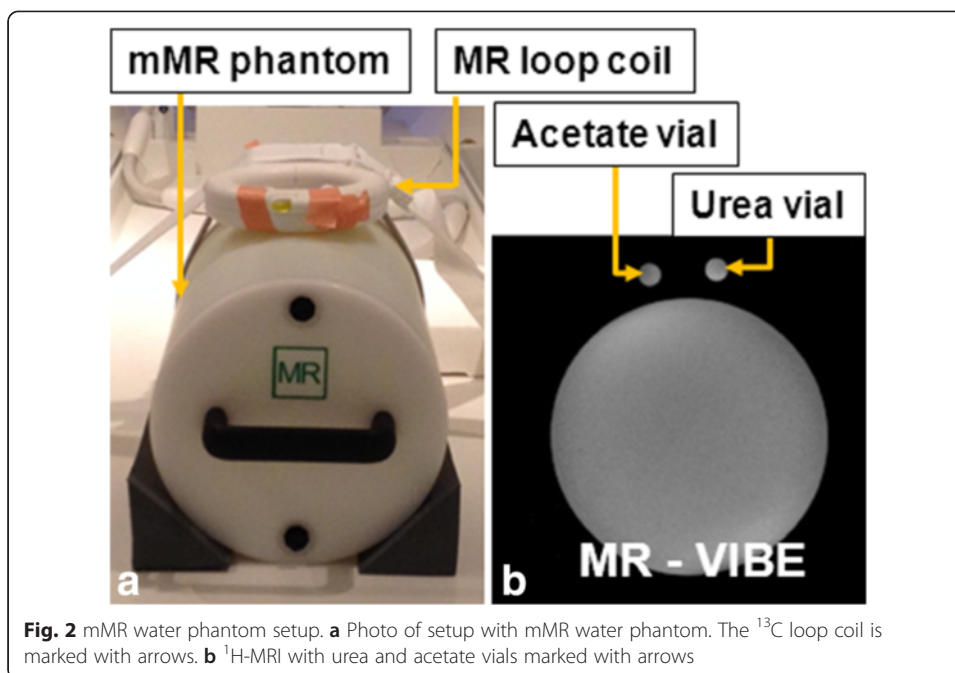 mMR phantom
MR loop coil
Acetate vial
Urea vial
MR
MR - VIBE
a
b
Fig. 2 mMR water phantom setup. a Photo of setup with mMR water phantom. The ¹³C loop coil is
marked with arrows. b ¹H-MRI with urea and acetate vials marked with arrows